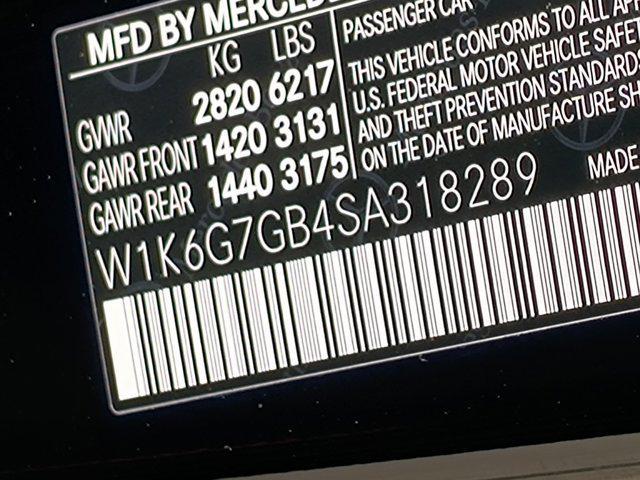 MFD BY MERCEDE
KG LBS
GVWR 2820 6217
GAWR FRONT 1420 3131
GAWR REAR 1440 3175
PASSENGER CAR
THIS VEHICLE CONFORMS TO ALL AP
U.S. FEDERAL MOTOR VEHICLE SAFE
AND THEFT PREVENTION STANDARDS
ON THE DATE OF MANUFACTURE SH
W1K6G7GB4SA318289
MADE